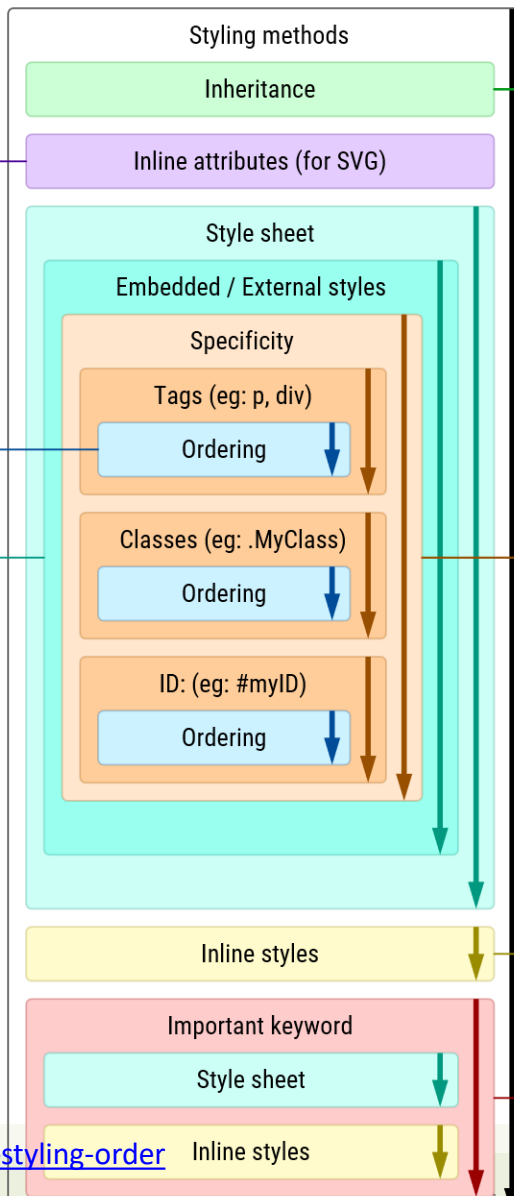 Styling methods
Inheritance
Inline attributes (for SVG)
Style sheet
Embedded / External styles
Specificity
Tags (eg: p, div)
Ordering
Classes (eg: .MyClass)
Ordering
ID: (eg: #myID)
Ordering
Inline styles
Important keyword
Style sheet
styling-order
Inline styles